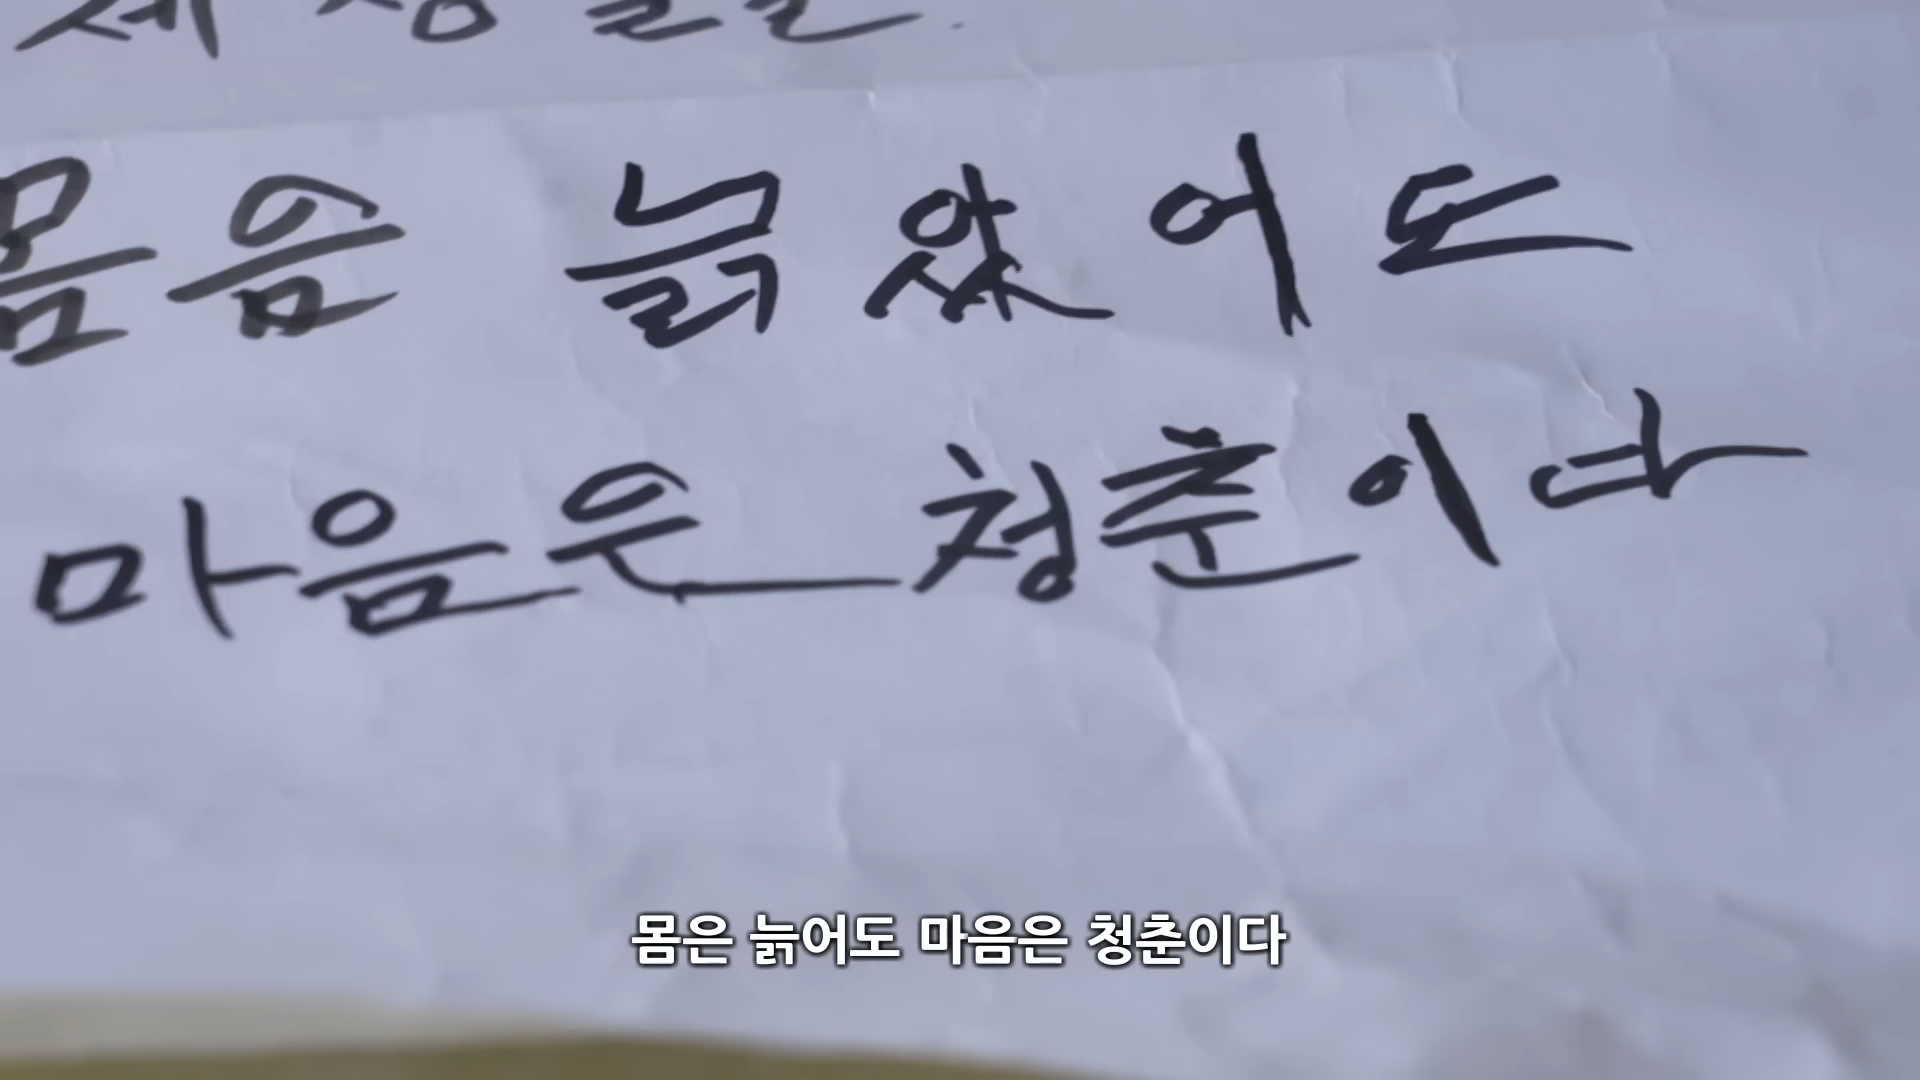 몸음 늙았어도
마음은 청춘이다
몸은 늙어도 마음은 청춘이다